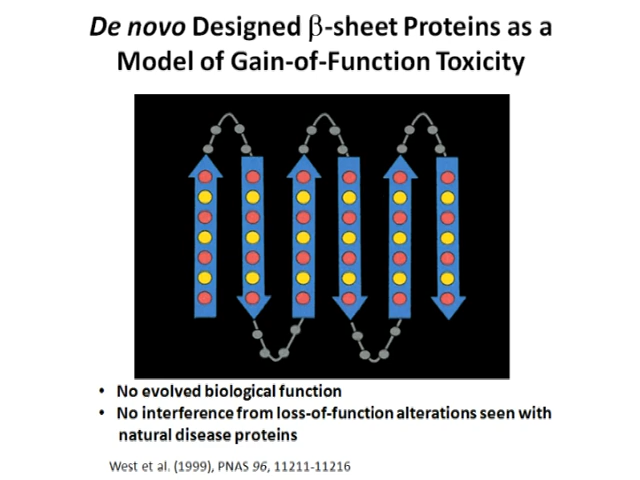 De novo Designed β-sheet Proteins as a
Model of Gain-of-Function Toxicity
• No evolved biological function
• No interference from loss-of-function alterations seen with
natural disease proteins
West et al. (1999), PNAS 96, 11211-11216